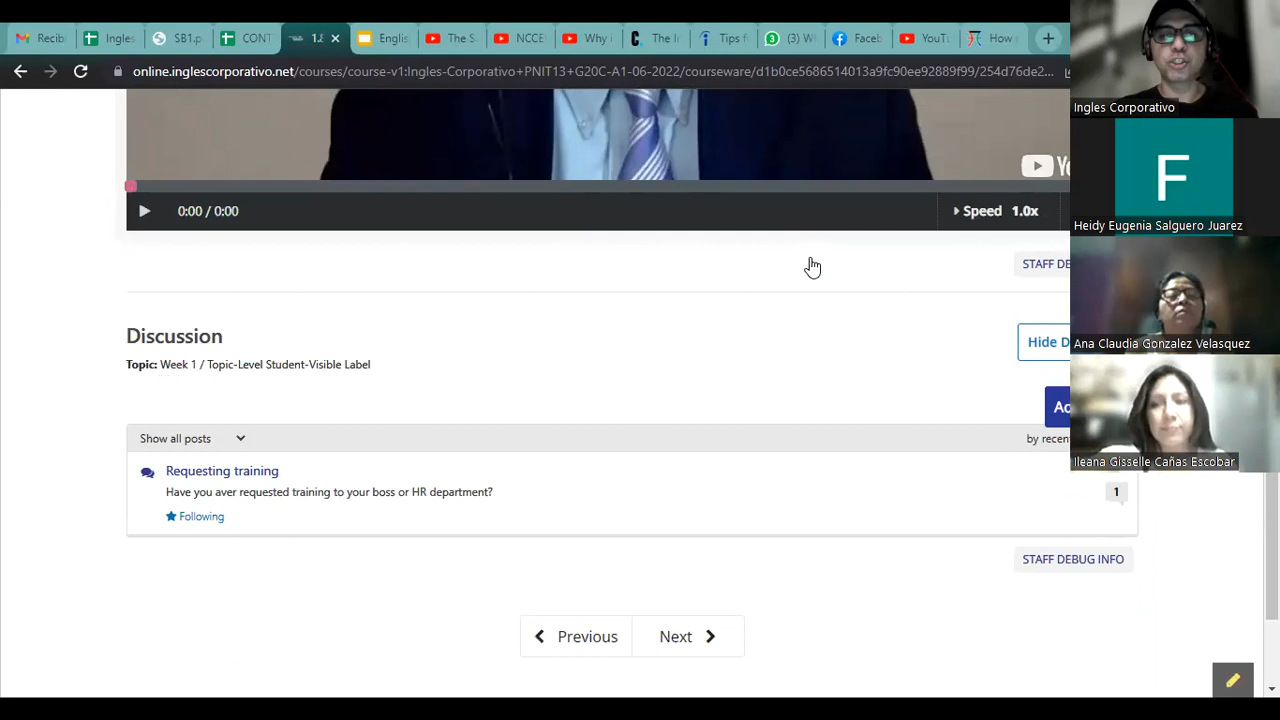 Recib
Ingles
SB1.p
CONT
1.8
Englis
The S
NCCE
Why i
The I
Tips f
(3) W
Faceb
YouTu
How
online.inglescorporativo.net/courses/course-v1:Ingles-Corporativo+PNIT13+G20C-A1-06-2022/courseware/d1b0ce5686514013a9fc90ee92889f99/254d76de2...
Ingles Corporativo
F
Heidy Eugenia Salguero Juarez
Ana Claudia Gonzalez Velasquez
Ileana Gisselle Cañas Escobar
0:00 / 0:00
Speed 1.0x
STAFF DE
Discussion
Hide D
Topic: Week 1 / Topic-Level Student-Visible Label
Ad
Show all posts
by recen
Requesting training
Have you aver requested training to your boss or HR department?
1
Following
STAFF DEBUG INFO
Previous
Next